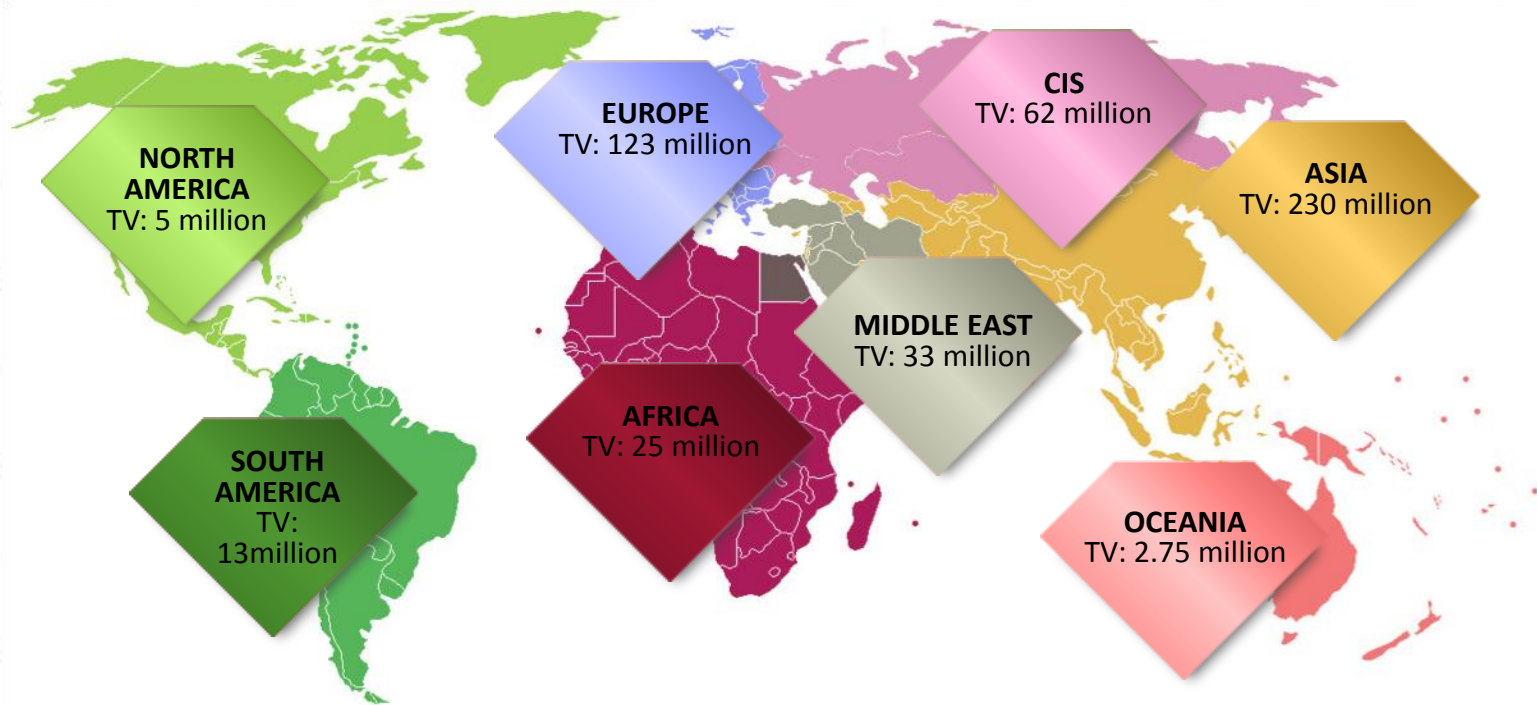 NORTH
AMERICA
TV: 5 million
EUROPE
TV: 123 million
CIS
TV: 62 million
ASIA
TV: 230 million
MIDDLE EAST
TV: 33 million
AFRICA
TV: 25 million
SOUTH
AMERICA
TV:
13million
OCEANIA
TV: 2.75 million